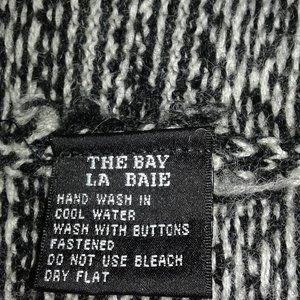 THE BAY
LA BAIE
HAND WASH IN
COOL WATER
WASH WITH BUTTONS
FASTENED
DO NOT USE BLEACH
DRY FLAT